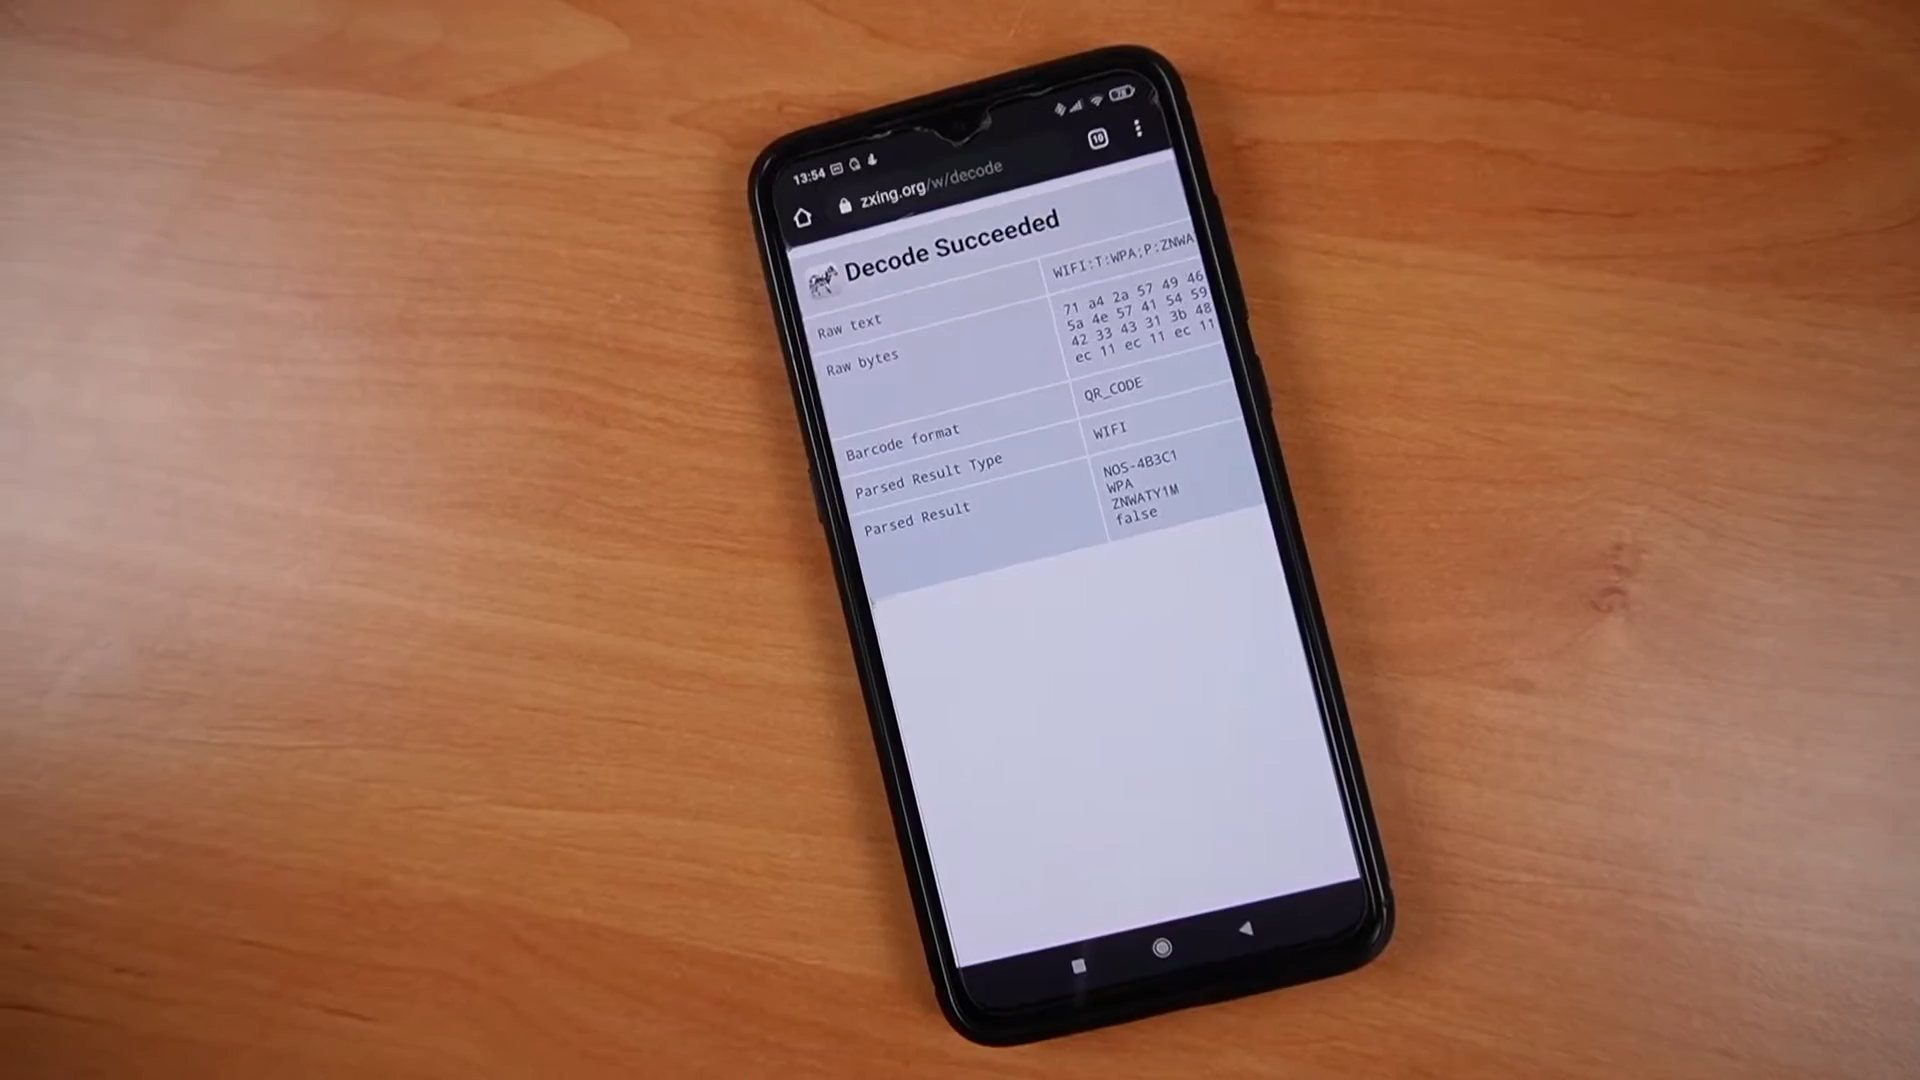 13:54
zxing.org/w/decode
10
Decode Succeeded
Raw text
WIFI:T:WPA;P:ZNWA
Raw bytes
71 a4 2a 57 49 46
5a 4e 57 41 54 59
42 33 43 31 3b 48
ec 11 ec 11 ec 11
Barcode format
QR_CODE
Parsed Result Type
WIFI
Parsed Result
NOS-4B3C1
WPA
ZNWATY1M
false